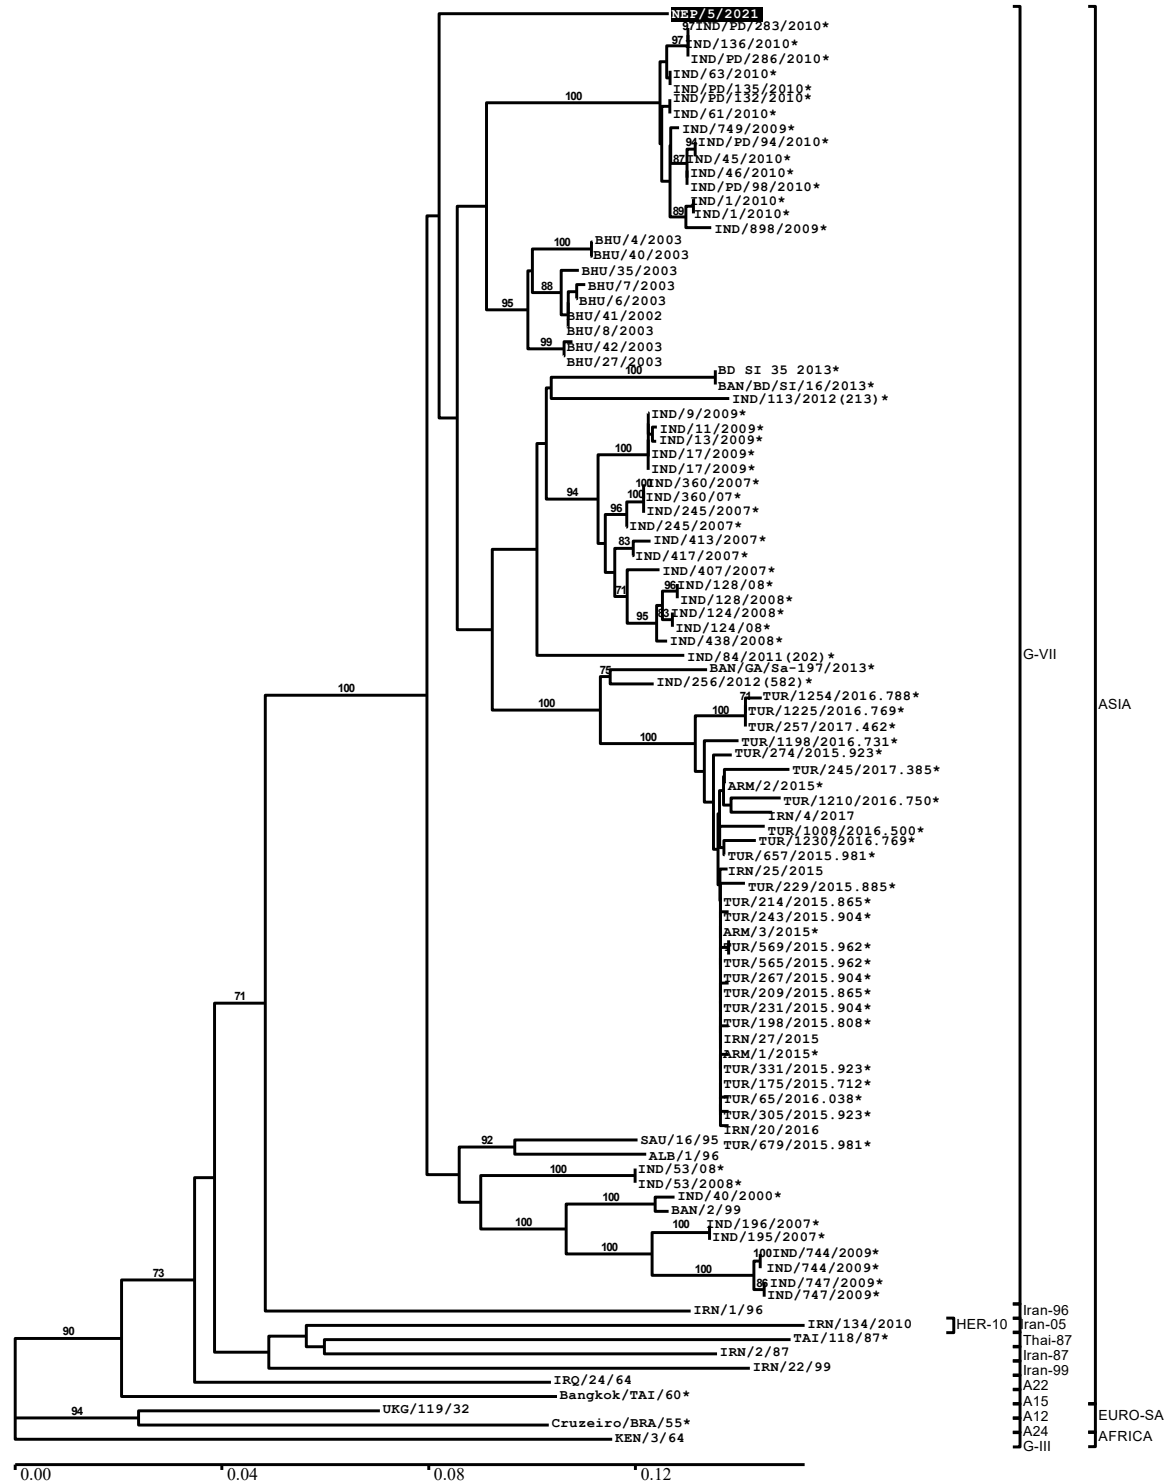 NEP/5/2021
97 IND/PD/283/2010*
97 IND/136/2010*
IND/PD/286/2010*
IND/63/2010*
IND/PD/135/2010*
IND/PD/132/2010*
100
IND/61/2010*
IND/749/2009*
94 IND/PD/94/2010*
87 IND/45/2010*
IND/46/2010*
IND/PD/98/2010*
IND/1/2010*
89 IND/1/2010*
IND/898/2009*
100 BHU/4/2003
BHU/40/2003
BHU/35/2003
88 BHU/7/2003
95 BHU/6/2003
BHU/41/2002
BHU/8/2003
99 BHU/42/2003
BHU/27/2003
100 BD SI 35 2013*
BAN/BD/SI/16/2013*
IND/113/2012(213)*
IND/9/2009*
IND/11/2009*
IND/13/2009*
100 IND/17/2009*
IND/17/2009*
100 IND/360/2007*
94 100 IND/360/07*
96 IND/245/2007*
IND/245/2007*
83 IND/413/2007*
IND/417/2007*
IND/407/2007*
71 96 IND/128/08*
IND/128/2008*
95 83 IND/124/2008*
IND/124/08*
IND/438/2008*
IND/84/2011(202)*
G-VII
75 BAN/GA/Sa-197/2013*
IND/256/2012(582)*
100 71 TUR/1254/2016.788*
100 100 TUR/1225/2016.769*
ASIA
TUR/257/2017.462*
100 TUR/1198/2016.731*
TUR/274/2015.923*
TUR/245/2017.385*
ARM/2/2015*
TUR/1210/2016.750*
IRN/4/2017
TUR/1008/2016.500*
TUR/1230/2016.769*
TUR/657/2015.981*
IRN/25/2015
TUR/229/2015.885*
TUR/214/2015.865*
TUR/243/2015.904*
ARM/3/2015*
TUR/569/2015.962*
TUR/565/2015.962*
TUR/267/2015.904*
TUR/209/2015.865*
71 TUR/231/2015.904*
TUR/198/2015.808*
IRN/27/2015
ARM/1/2015*
TUR/331/2015.923*
TUR/175/2015.712*
TUR/65/2016.038*
TUR/305/2015.923*
IRN/20/2016
TUR/679/2015.981*
92 SAU/16/95
ALB/1/96
100 IND/53/08*
IND/53/2008*
100 IND/40/2000*
BAN/2/99
100 100 IND/196/2007*
IND/195/2007*
100 100 IND/744/2009*
100 IND/744/2009*
73 86 IND/747/2009*
IND/747/2009*
IRN/1/96 Iran-96
IRN/134/2010 HER-10 Iran-05
90 TAI/118/87* Thai-87
IRN/2/87 Iran-87
IRN/22/99 Iran-99
IRQ/24/64 A22
Bangkok/TAI/60* A15
94 UKG/119/32 A12 EURO-SA
Cruzeiro/BRA/55* A24
KEN/3/64 G-III AFRICA
0.00 0.04 0.08 0.12